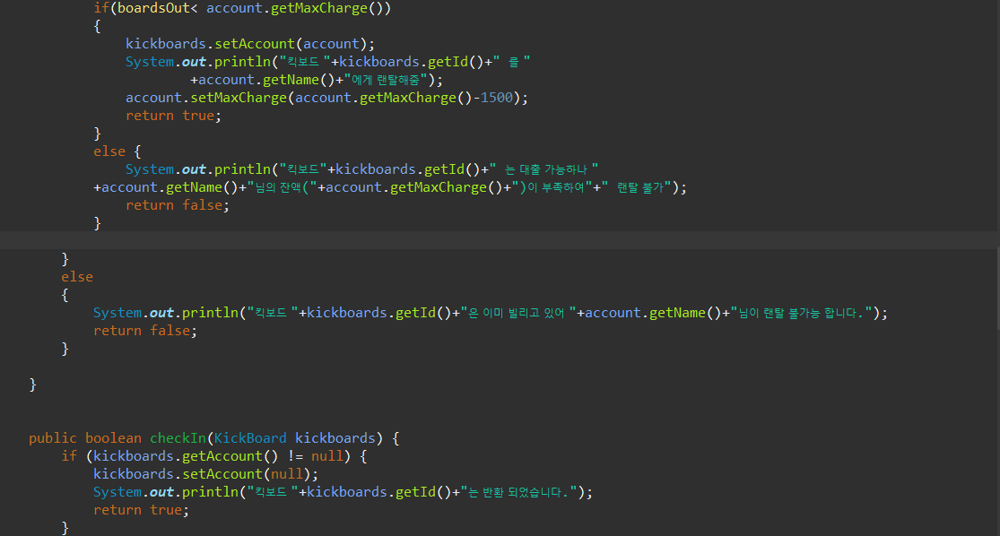 if(boardsOut< account.getMaxCharge())
{
kickboards.setAccount(account);
System.out.println("킥보드 "+kickboards.getId()+" 를 "
+account.getName()+"에게 랜탈해줌");
account.setMaxCharge(account.getMaxCharge()-1500);
return true;
}
else {
System.out.println("킥보드"+kickboards.getId()+" 는 대출 가능하나 "
+account.getName()+"님의 잔액("+account.getMaxCharge()+")이 부족하여"+" 랜탈 불가");
return false;
}
}
else
{
System.out.println("킥보드 "+kickboards.getId()+"은 이미 빌리고 있어 "+account.getName()+"님이 랜탈 불가능 합니다.");
return false;
}
}
public boolean checkIn(KickBoard kickboards) {
if (kickboards.getAccount() != null) {
kickboards.setAccount(null);
System.out.println("킥보드 "+kickboards.getId()+"는 반환 되었습니다.");
return true;
}